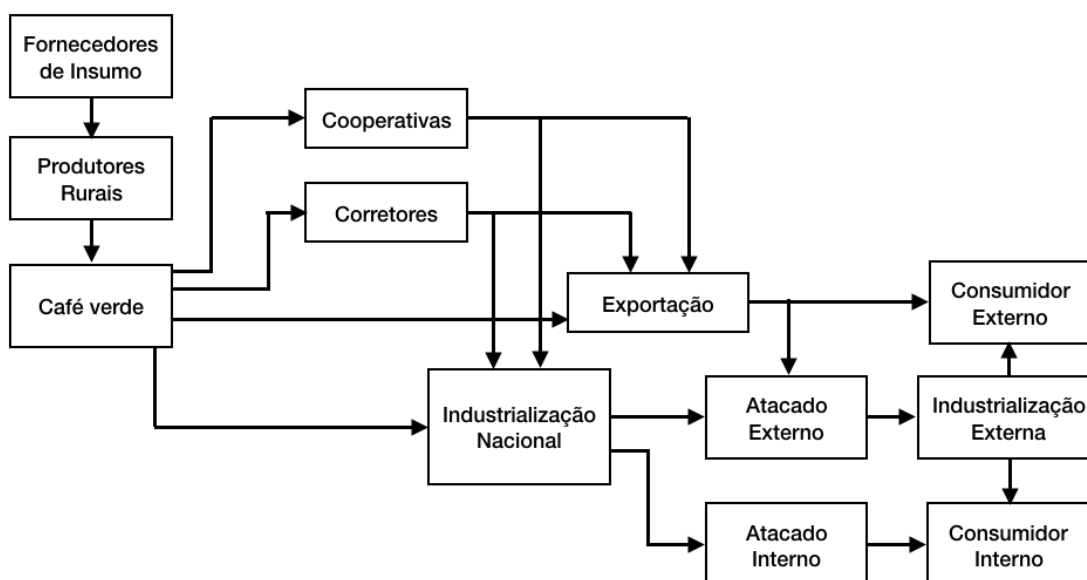 Fornecedores
de Insumo
Cooperativas
Produtores
Rurais
Corretores
Café verde
Exportação
Consumidor
Externo
Industrialização
Nacional
Atacado
Externo
Industrialização
Externa
Atacado
Interno
Consumidor
Interno